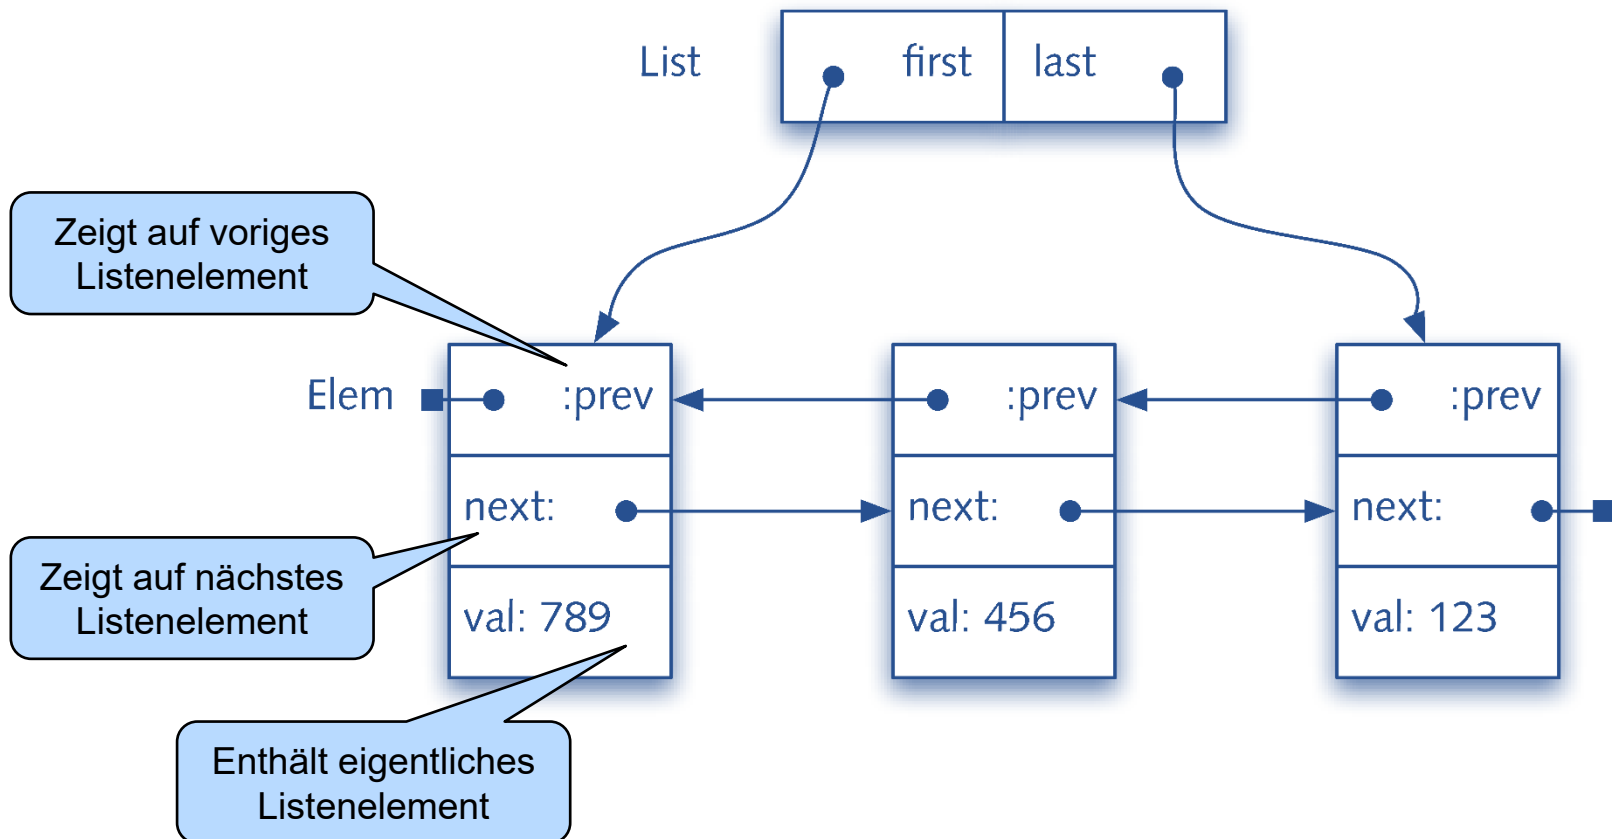 List
first
last
Zeigt auf voriges
Listenelement
Elem
:prev
:prev
:prev
next:
next:
next:
Zeigt auf nächstes
Listenelement
val: 789
val: 456
val: 123
Enthält eigentliches
Listenelement